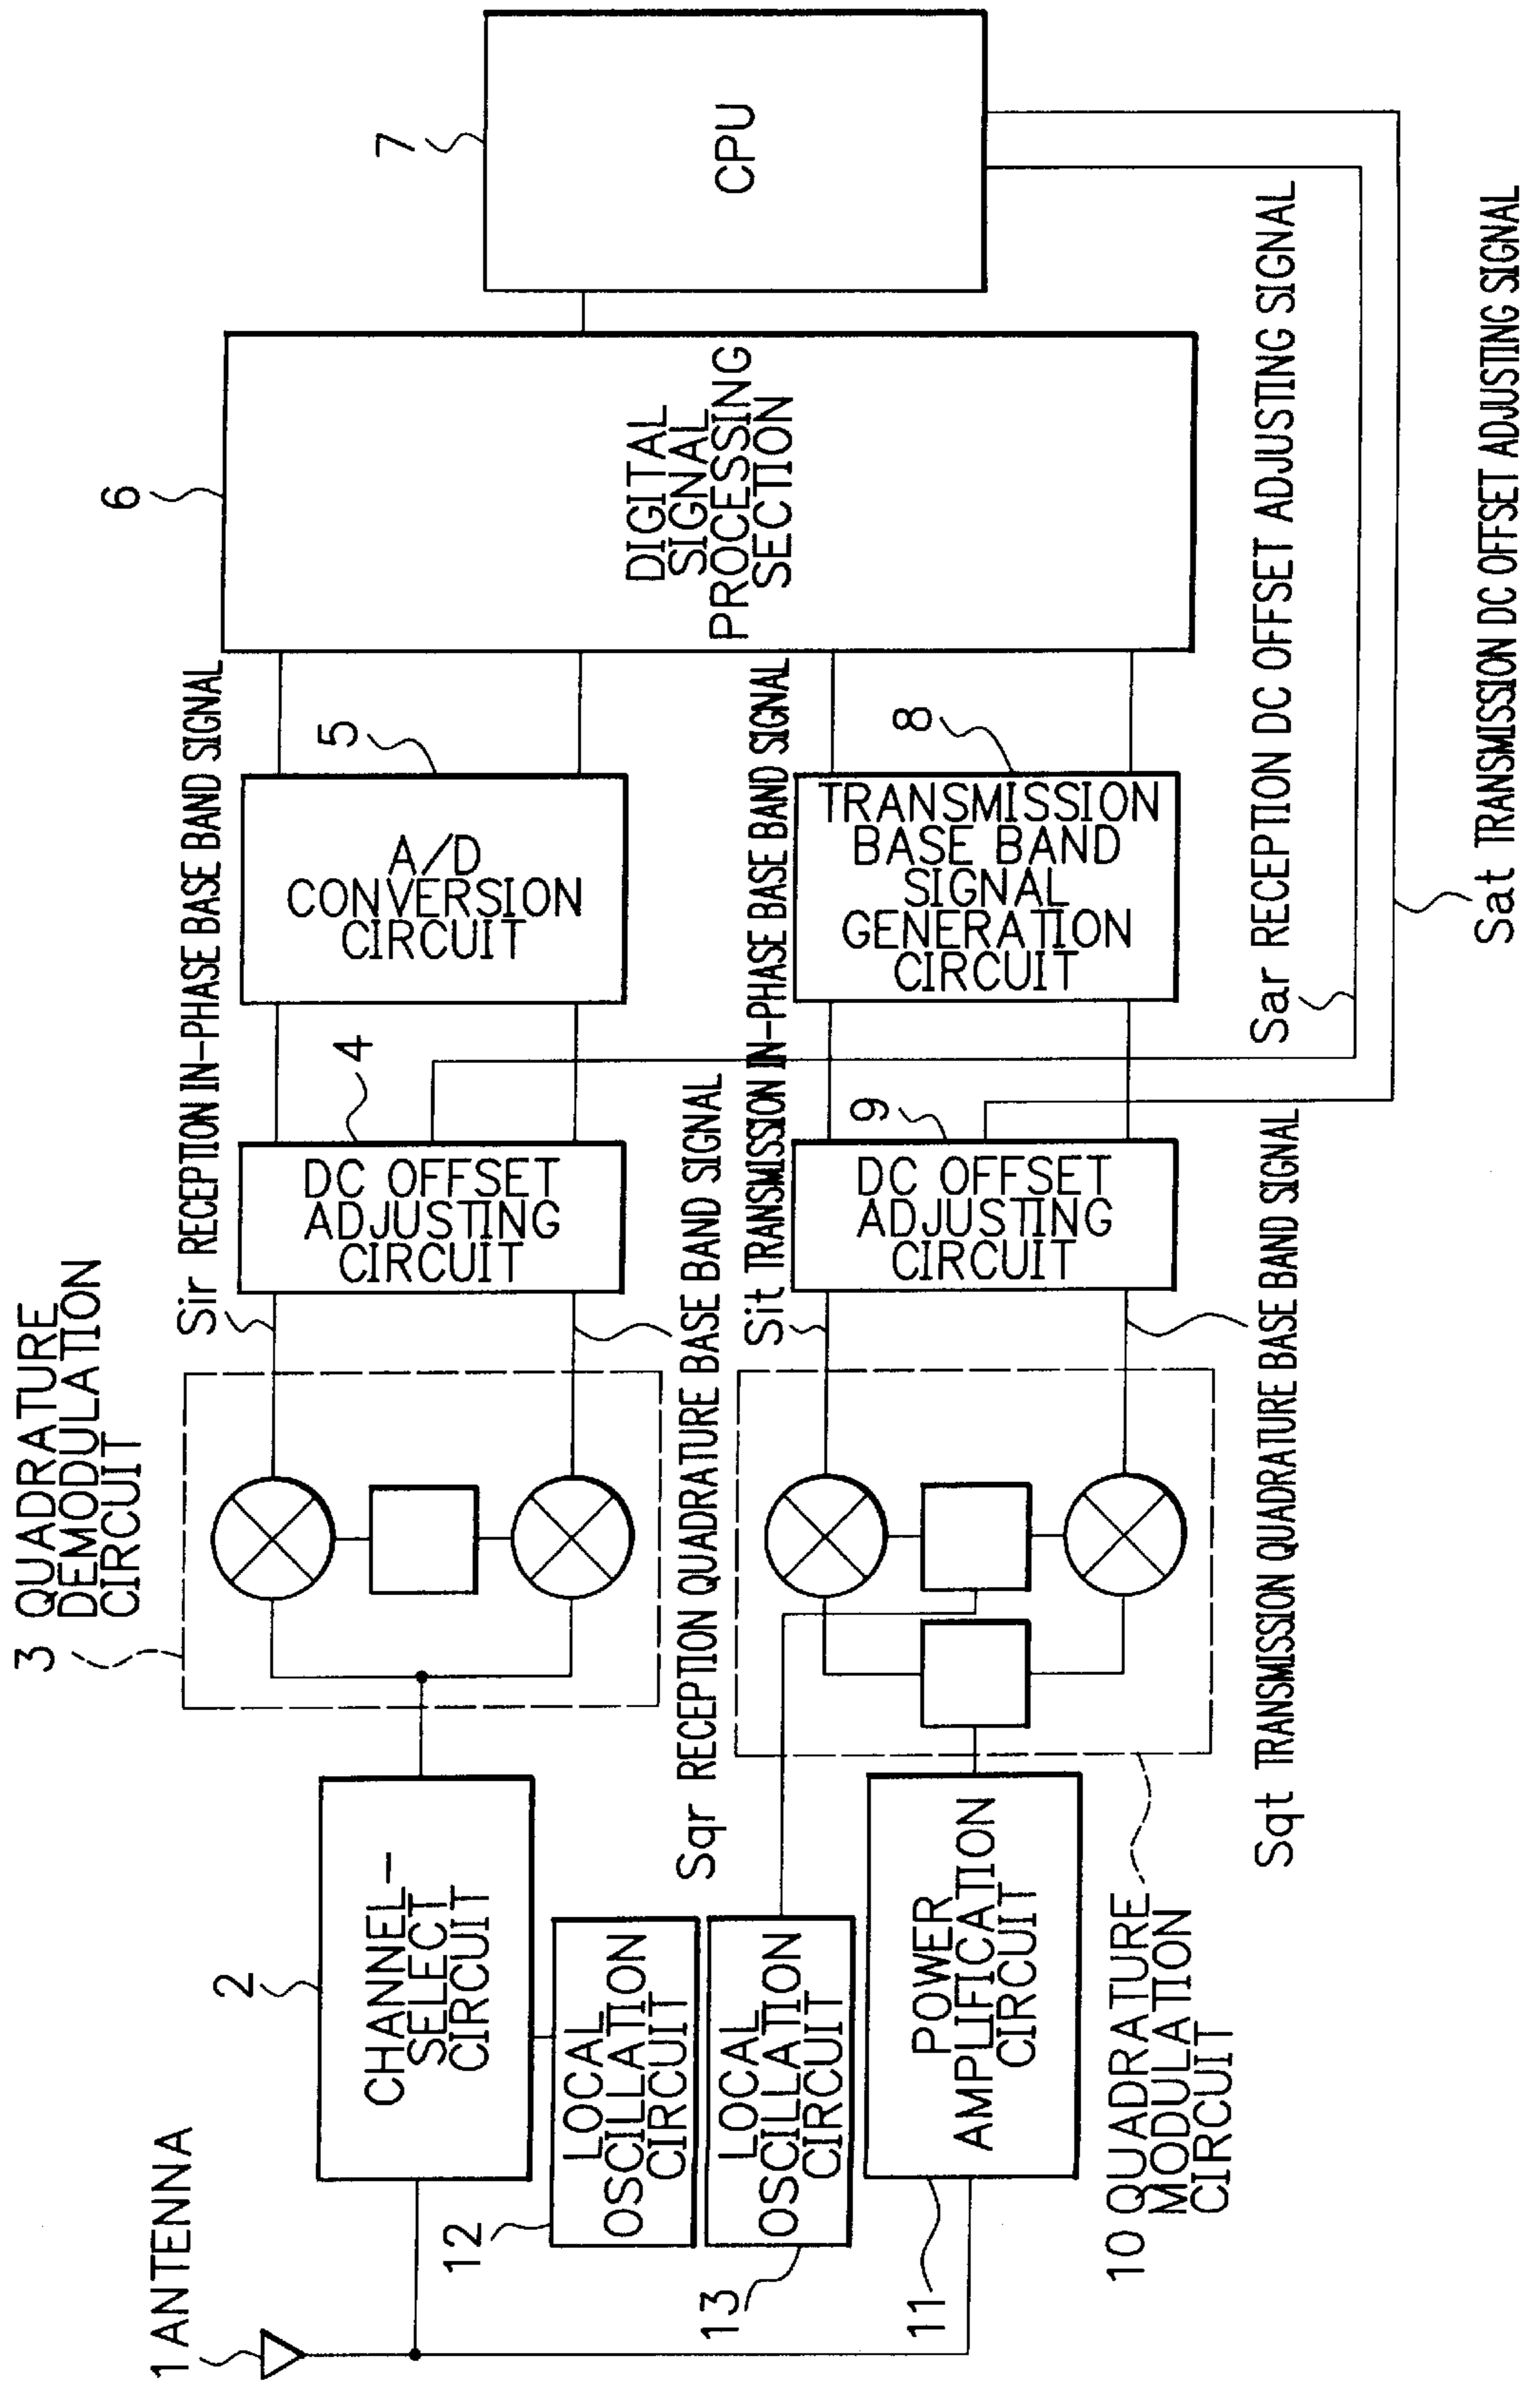 1 ANTENNA
2
CHANNEL-
SELECT
CIRCUIT
3 QUADRATURE
DEMODULATION
CIRCUIT
Sir RECEPTION IN-PHASE BASE BAND SIGNAL
4
DC OFFSET
ADJUSTING
CIRCUIT
5
A/D
CONVERSION
CIRCUIT
6
DIGITAL
SIGNAL
PROCESSING
SECTION
7
CPU
12
LOCAL
OSCILLATION
CIRCUIT
Sqr RECEPTION QUADRATURE BASE BAND SIGNAL
13
LOCAL
OSCILLATION
CIRCUIT
Sit TRANSMISSION IN-PHASE BASE BAND SIGNAL
11
POWER
AMPLIFICATION
CIRCUIT
9
DC OFFSET
ADJUSTING
CIRCUIT
8
TRANSMISSION
BASE BAND
SIGNAL
GENERATION
CIRCUIT
10 QUADRATURE
MODULATION
CIRCUIT
Sqt TRANSMISSION QUADRATURE BASE BAND SIGNAL
Sar RECEPTION DC OFFSET ADJUSTING SIGNAL
Sat TRANSMISSION DC OFFSET ADJUSTING SIGNAL